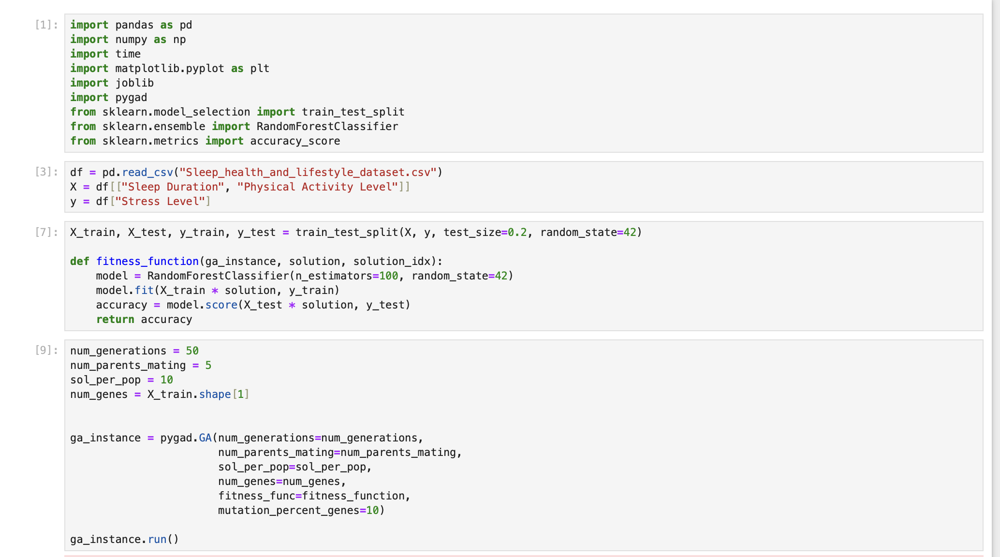 [1]:
import pandas as pd
import numpy as np
import time
import matplotlib.pyplot as plt
import joblib
import pygad
from sklearn.model_selection import train_test_split
from sklearn.ensemble import RandomForestClassifier
from sklearn.metrics import accuracy_score
[3]:
df = pd.read_csv("Sleep_health_and_lifestyle_dataset.csv")
X = df[["Sleep Duration", "Physical Activity Level"]]
y = df["Stress Level"]
[7]:
X_train, X_test, y_train, y_test = train_test_split(X, y, test_size=0.2, random_state=42)

def fitness_function(ga_instance, solution, solution_idx):
    model = RandomForestClassifier(n_estimators=100, random_state=42)
    model.fit(X_train * solution, y_train)
    accuracy = model.score(X_test * solution, y_test)
    return accuracy
[9]:
num_generations = 50
num_parents_mating = 5
sol_per_pop = 10
num_genes = X_train.shape[1]

ga_instance = pygad.GA(num_generations=num_generations,
                       num_parents_mating=num_parents_mating,
                       sol_per_pop=sol_per_pop,
                       num_genes=num_genes,
                       fitness_func=fitness_function,
                       mutation_percent_genes=10)

ga_instance.run()